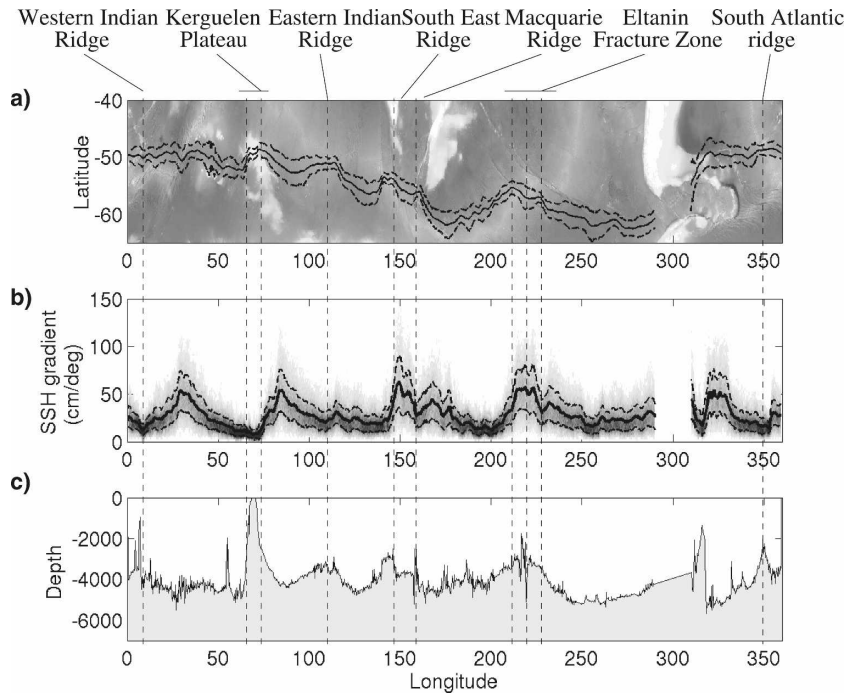 Western Indian Ridge
Kerguelen Plateau
Eastern Indian Ridge
South East Ridge
Macquarie Ridge
Eltanin Fracture Zone
South Atlantic ridge
a)
-40
-50
-60
Latitude
0 50 100 150 200 250 300 350
b)
150
100
50
0
SSH gradient
(cm/deg)
0 50 100 150 200 250 300 350
c)
0
-2000
-4000
-6000
Depth
0 50 100 150 200 250 300 350
Longitude